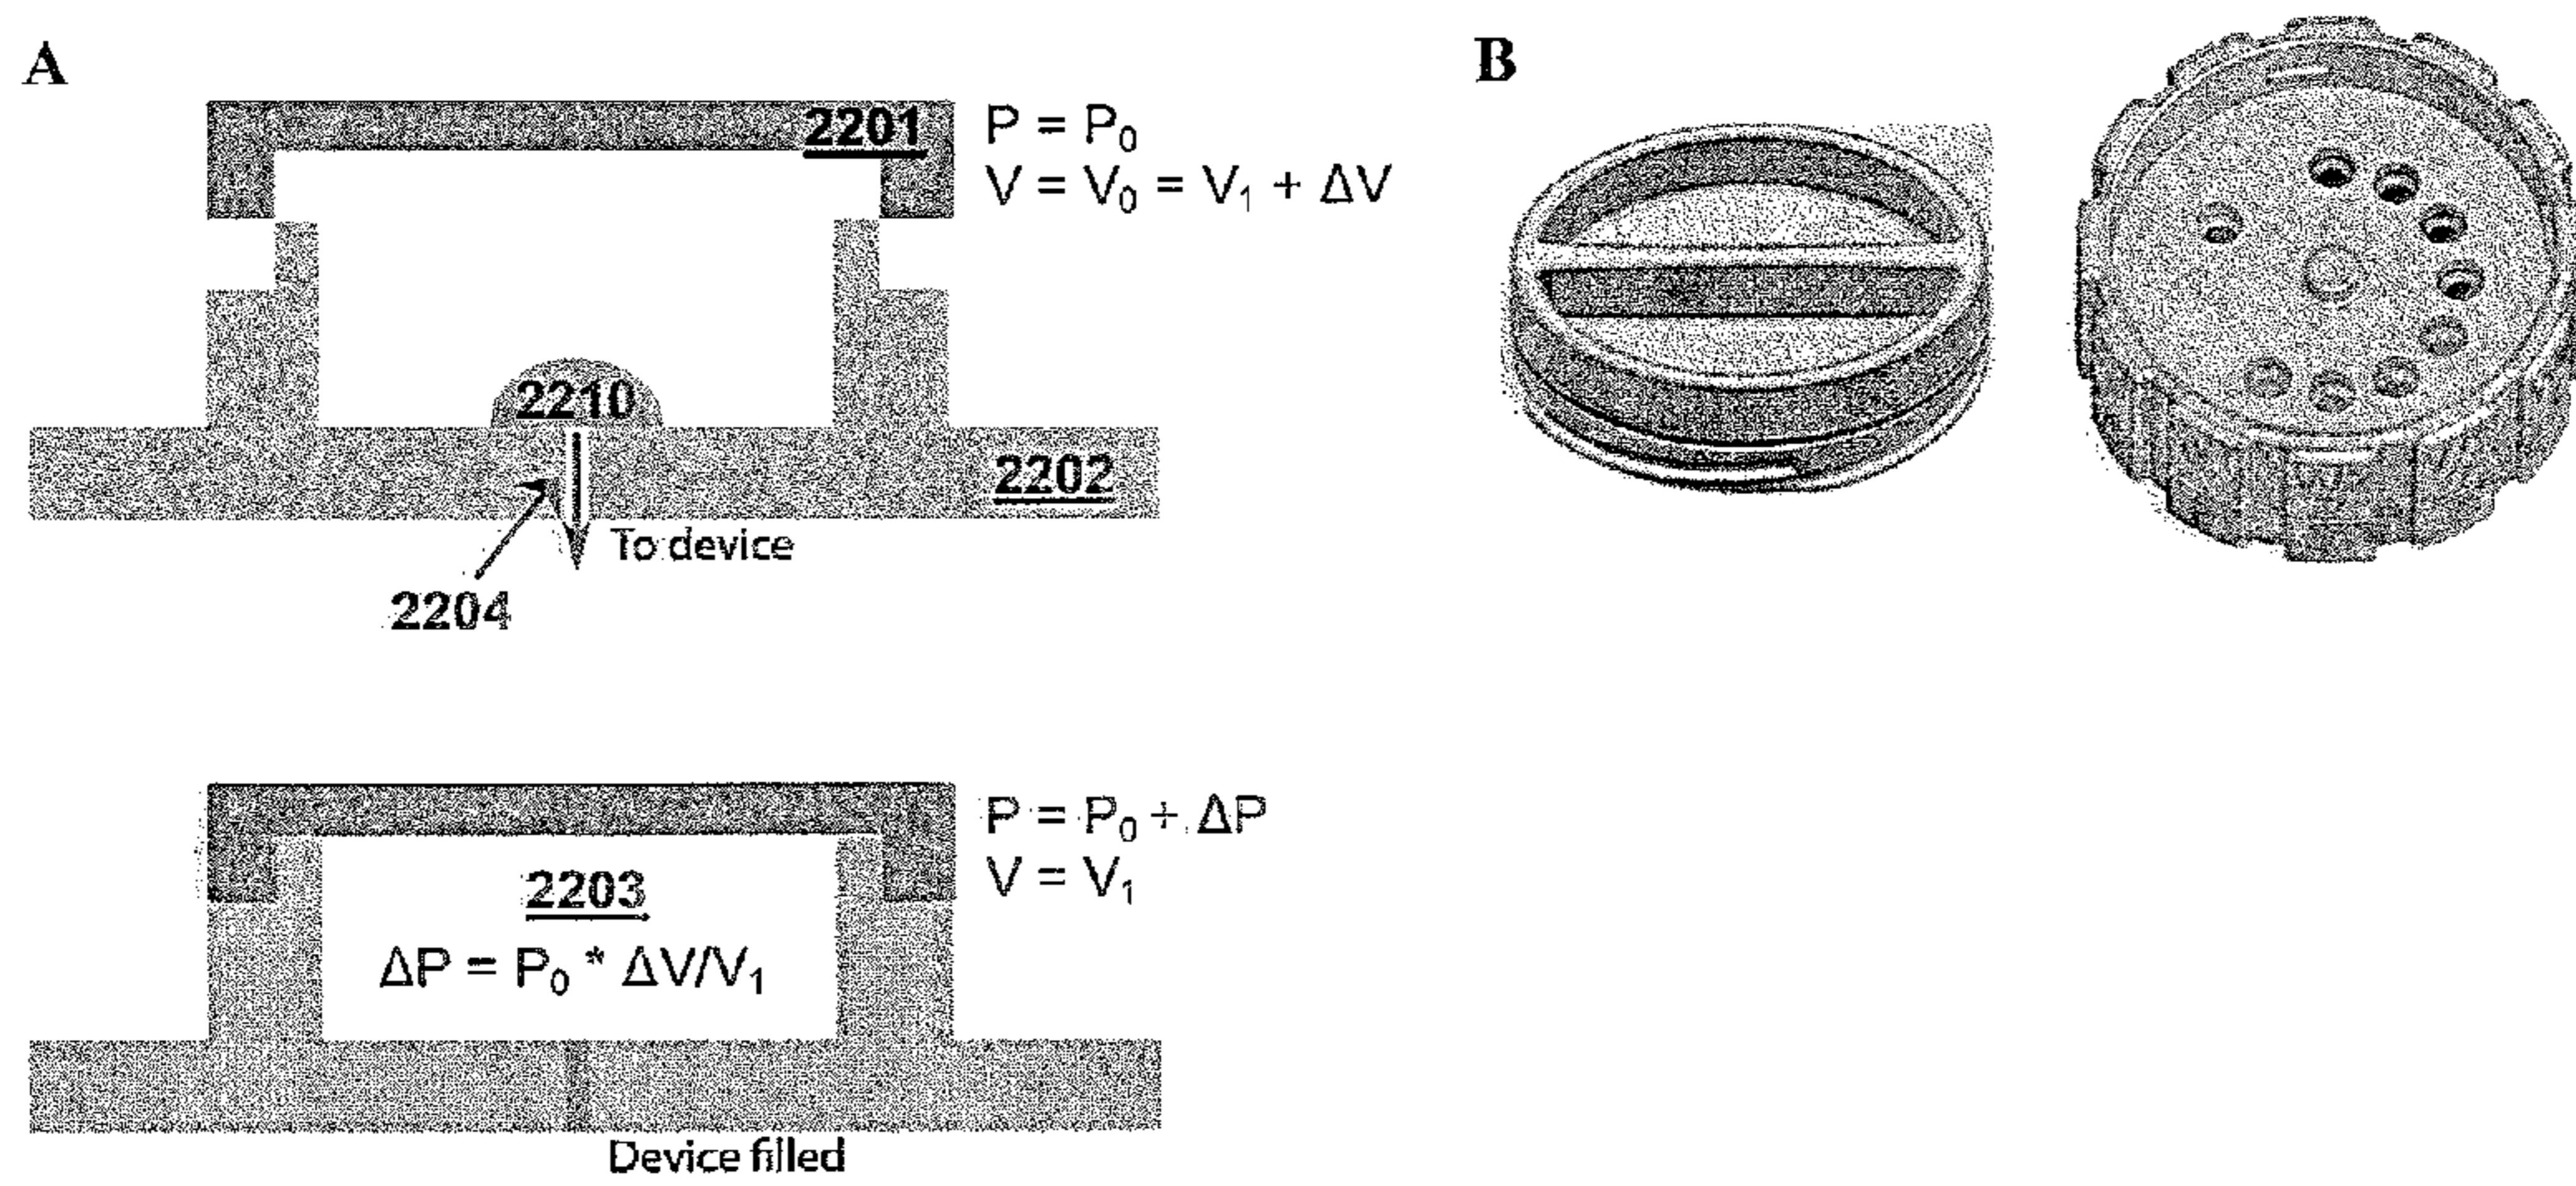 A
B
2201
P = P₀
V = V₀ = V₁ + ΔV
2210
2202
To device
2204
P = P₀ + ΔP
V = V₁
2203
ΔP = P₀ * ΔV/V₁
Device filled